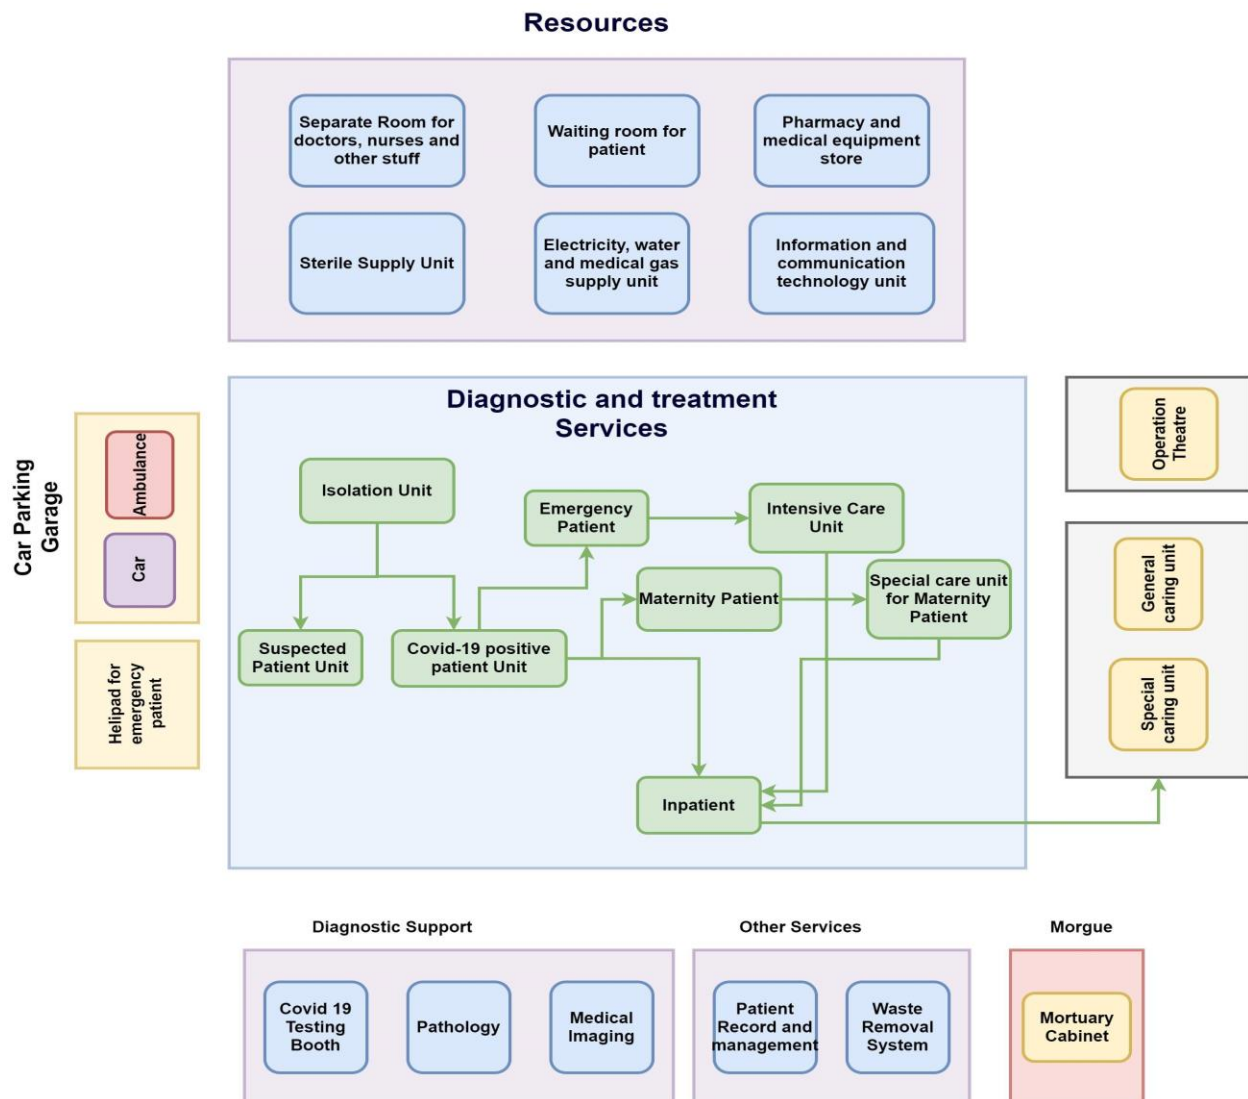 Resources
Separate Room for
doctors, nurses and
other stuff
Waiting room for
patient
Pharmacy and
medical equipment
store
Sterile Supply Unit
Electricity, water
and medical gas
supply unit
Information and
communication
technology unit
Car Parking
Garage
Ambulance
Car
Helipad for
emergency
patient
Diagnostic and treatment
Services
Isolation Unit
Emergency
Patient
Intensive Care
Unit
Maternity Patient
Special care unit
for Maternity
Patient
Suspected
Patient Unit
Covid-19 positive
patient Unit
Inpatient
Operation
Theatre
General
caring unit
Special
caring unit
Diagnostic Support
Covid 19
Testing
Booth
Pathology
Medical
Imaging
Other Services
Patient
Record and
management
Waste
Removal
System
Morgue
Mortuary
Cabinet